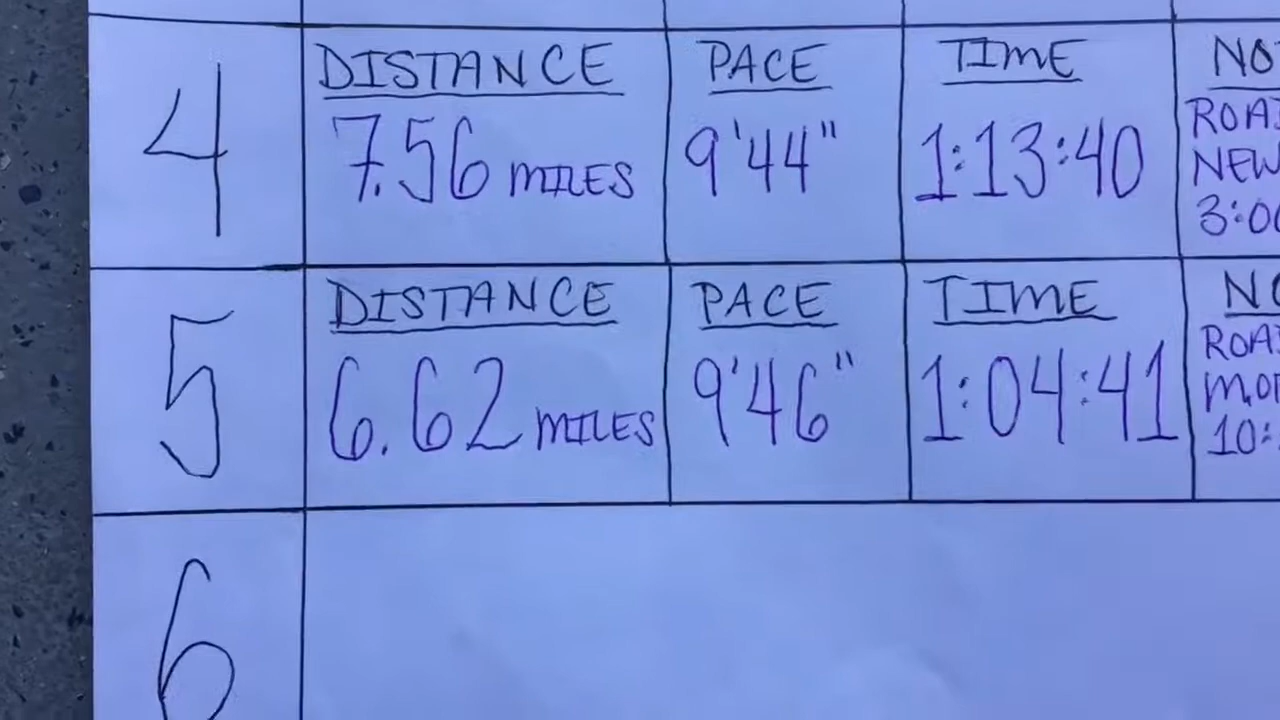 4
DISTANCE
7.56 MILES
PACE
9'44"
TIME
1:13:40
5
DISTANCE
6.62 MILES
PACE
9'46"
TIME
1:04:41
6